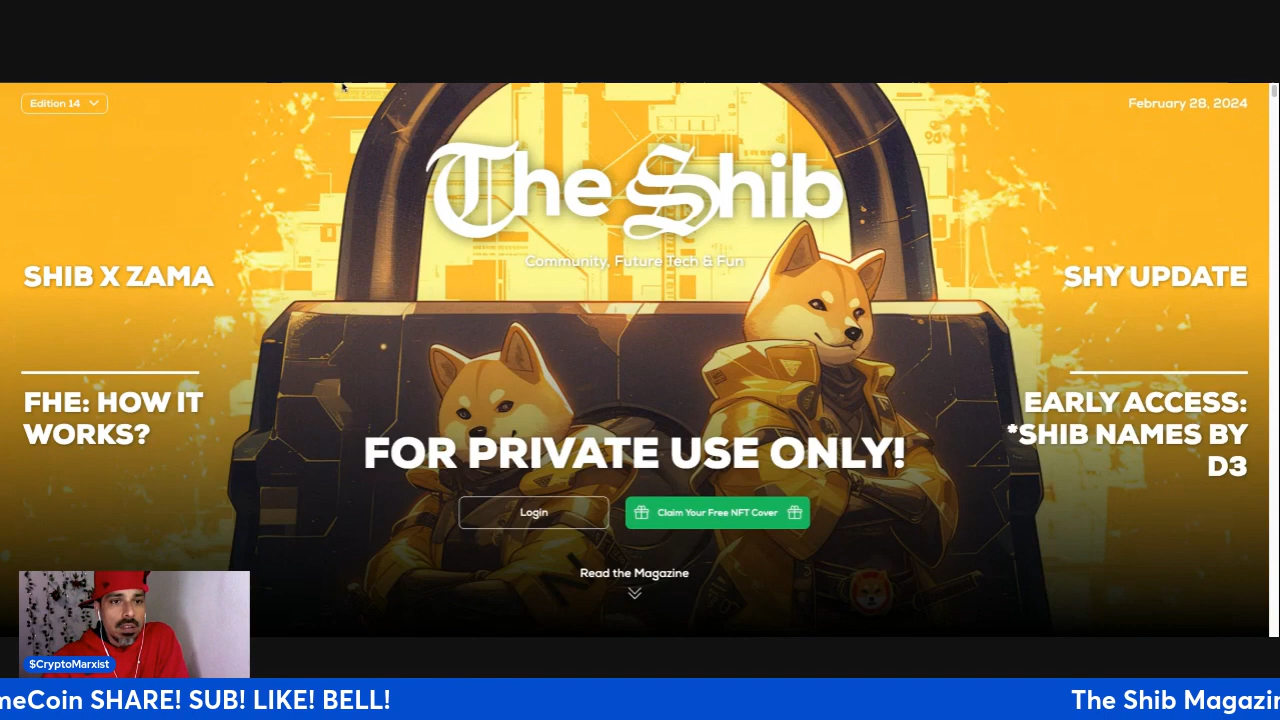 Edition 14
February 28, 2024
The Shib
Community, Future Tech & Fun
SHIB X ZAMA
SHY UPDATE
FHE: HOW IT
WORKS?
EARLY ACCESS:
*SHIB NAMES BY
D3
FOR PRIVATE USE ONLY!
Login
Claim Your Free NFT Cover
Read the Magazine
$CryptoMarxist
meCoin SHARE! SUB! LIKE! BELL!
The Shib Magazin